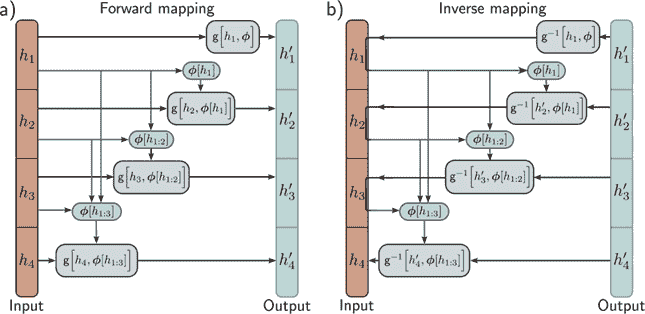 a) Forward mapping
h₁
h₂
h₃
h₄
g[h₁, ϕ]
ϕ[h₁]
g[h₂, ϕ[h₁]]
ϕ[h₁:₂]
g[h₃, ϕ[h₁:₂]]
ϕ[h₁:₃]
g[h₄, ϕ[h₁:₃]]
h′₁
h′₂
h′₃
h′₄
Input
Output
b) Inverse mapping
h₁
h₂
h₃
h₄
g⁻¹[h₁, ϕ]
ϕ[h₁]
g⁻¹[h′₂, ϕ[h₁]]
ϕ[h₁:₂]
g⁻¹[h′₃, ϕ[h₁:₂]]
ϕ[h₁:₃]
g⁻¹[h′₄, ϕ[h₁:₃]]
h′₁
h′₂
h′₃
h′₄
Input
Output